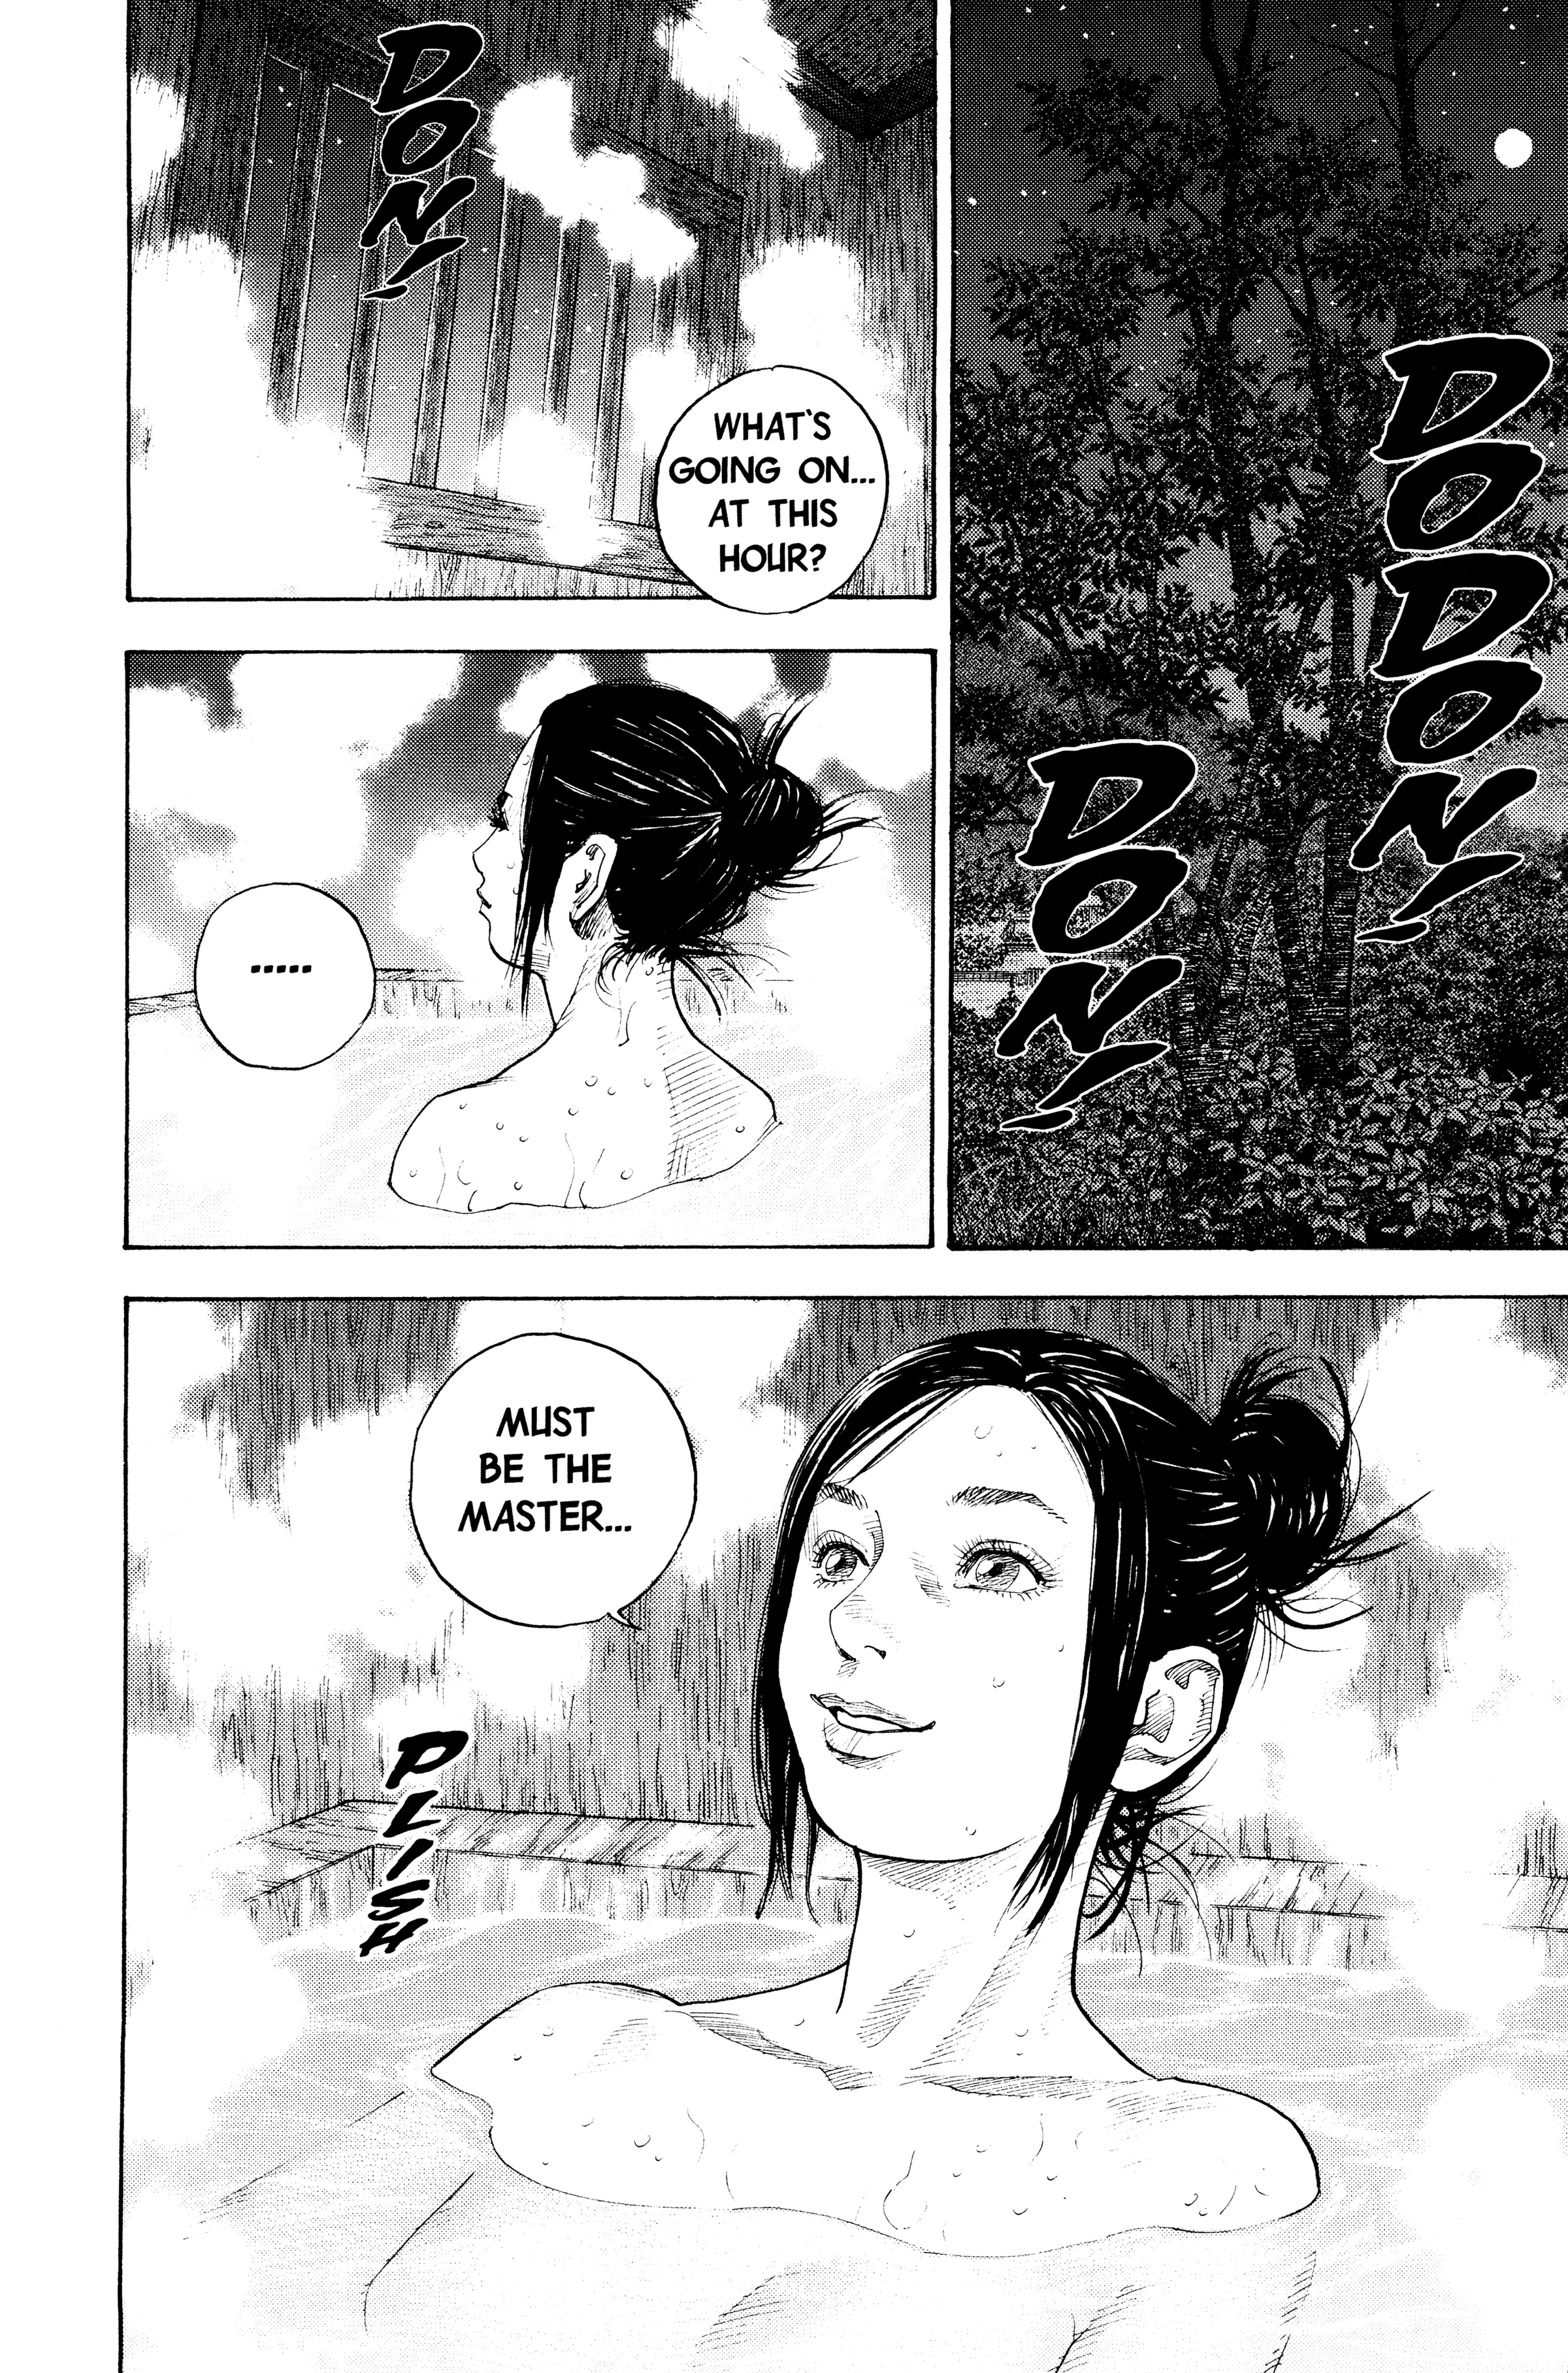 DODON!
DON!
DON!
WHAT'S
GOING ON...
AT THIS
HOUR?
.....
MUST
BE THE
MASTER...
PLISH